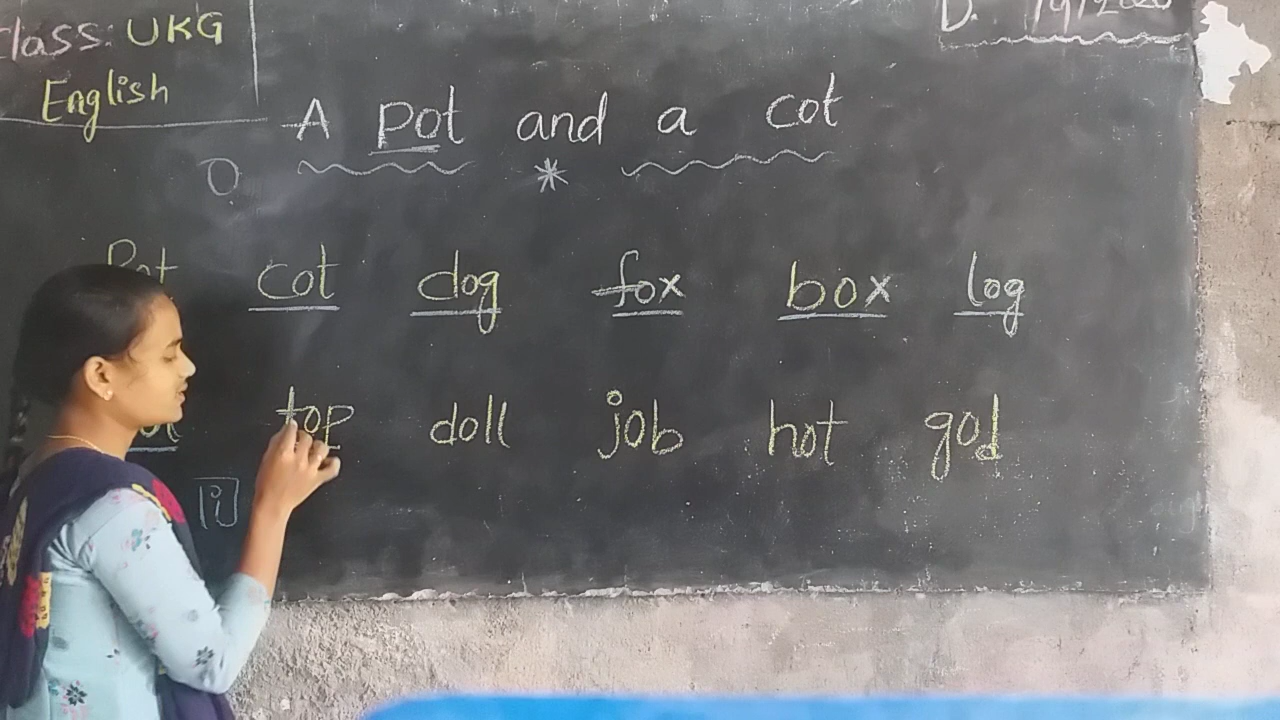 Class: UKG
English
A pot and a cot
O
Pot cot dog fox box log
top doll job hot god
i